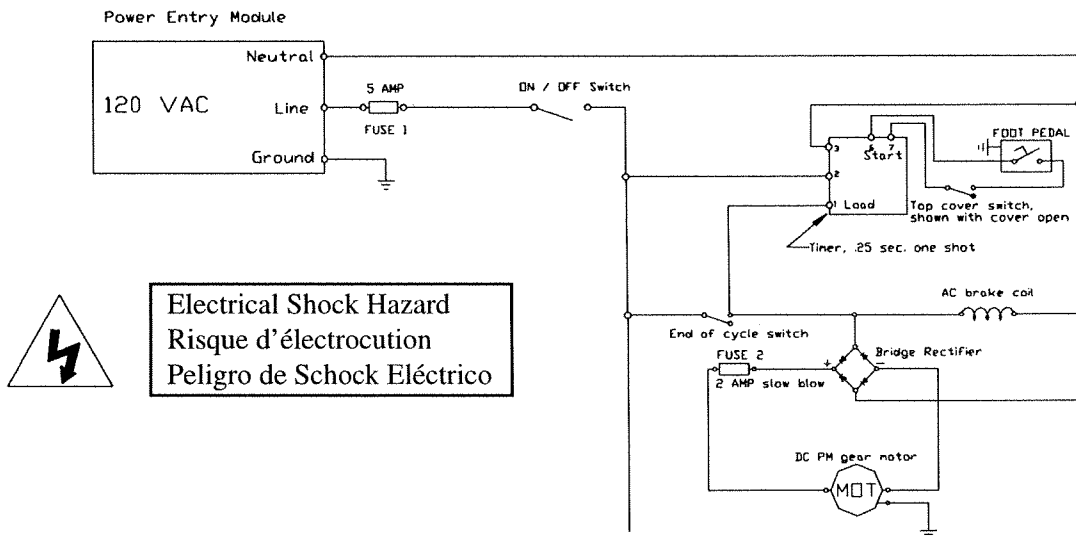 Power Entry Module
Neutral
120 VAC
Line
Ground
5 AMP
FUSE 1
ON / OFF Switch
3
6
7
Start
2
1 Load
FOOT PEDAL
Top cover switch,
shown with cover open
Timer, .25 sec. one shot
Electrical Shock Hazard
Risque d'électrocution
Peligro de Schock Eléctrico
AC brake coil
End of cycle switch
FUSE 2
2 AMP slow blow
+
Bridge Rectifier
-
DC PM gear motor
MOT